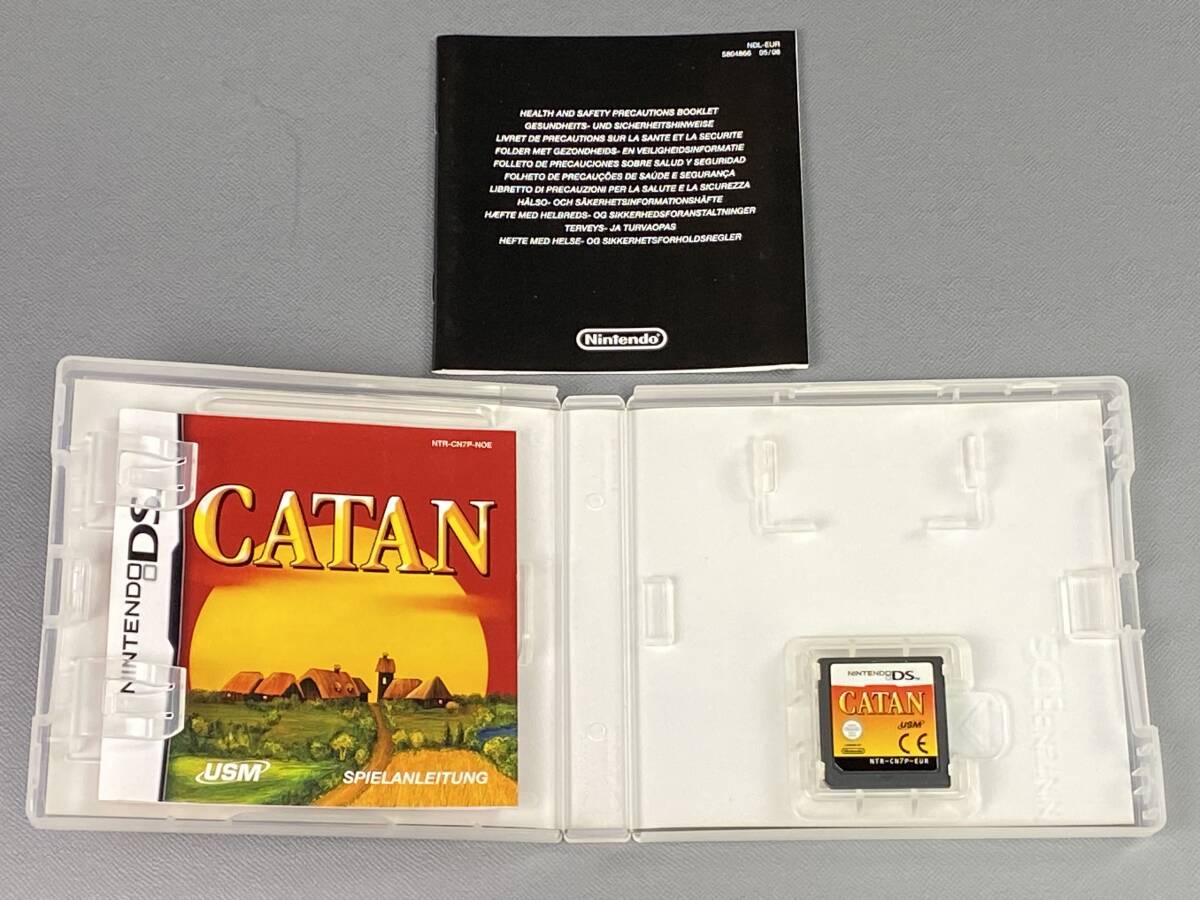 NDL-EUR
5804866 05/08
HEALTH AND SAFETY PRECAUTIONS BOOKLET
GESUNDHEITS- UND SICHERHEITSHINWEISE
LIVRET DE PRECAUTIONS SUR LA SANTE ET LA SECURITE
FOLDER MET GEZONDHEIDS- EN VEILIGHEIDSINFORMATIE
FOLLETO DE PRECAUCIONES SOBRE SALUD Y SEGURIDAD
FOLHETO DE PRECAUÇÕES DE SAÚDE E SEGURANÇA
LIBRETTO DI PRECAUZIONI PER LA SALUTE E LA SICUREZZA
HÄLSO- OCH SÄKERHETSINFORMATIONSHÄFTE
HÆFTE MED HELBREDS- OG SIKKERHEDSFORANSTALTNINGER
TERVEYS- JA TURVAOPAS
HEFTE MED HELSE- OG SIKKERHETSFORHOLDSREGLER
Nintendo
NINTENDO DS
NTR-CN7P-NOE
CATAN
USM
SPIELANLEITUNG
NINTENDO DS™
CATAN
USM
CE
Nintendo
NTR-CN7P-EUR
NINTENDO DS